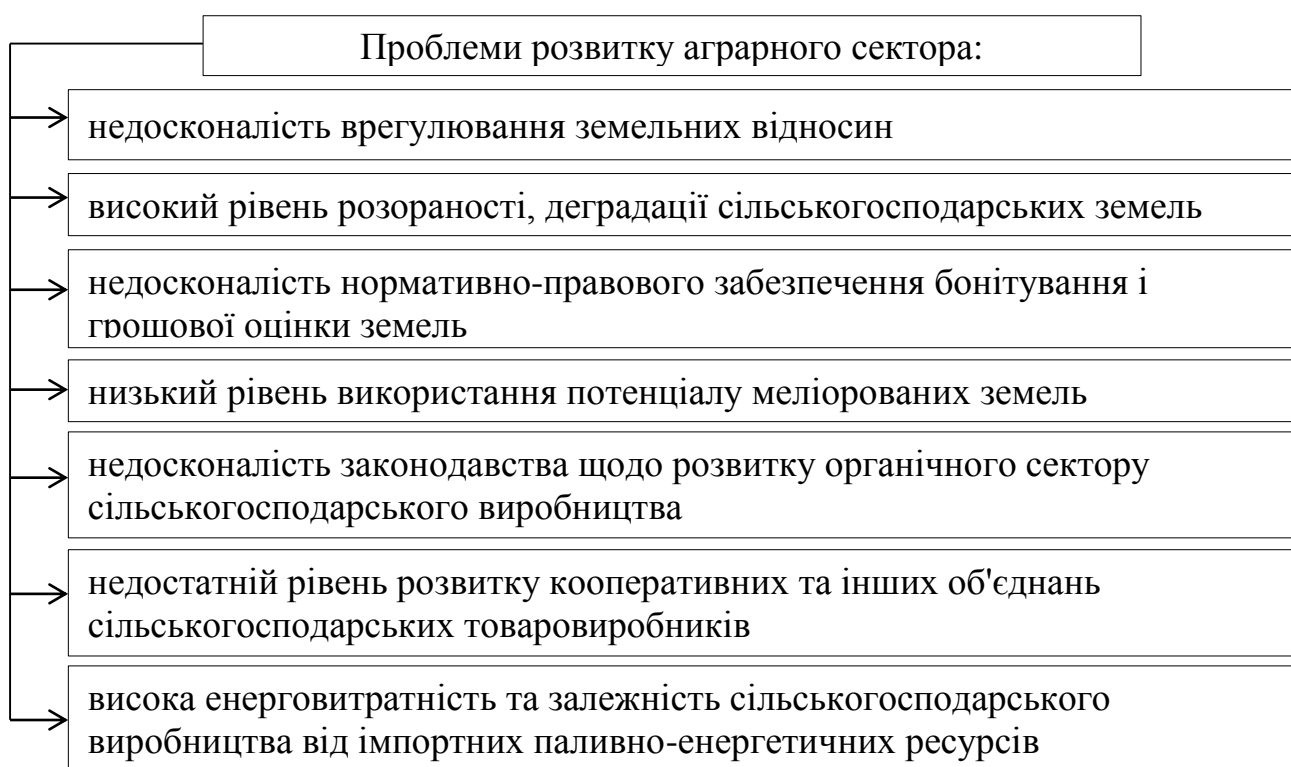 Проблеми розвитку аграрного сектора:
недосконалість врегулювання земельних відносин
високий рівень розораності, деградації сільськогосподарських земель
недосконалість нормативно-правового забезпечення бонітування і
грошової оцінки земель
низький рівень використання потенціалу меліорованих земель
недосконалість законодавства щодо розвитку органічного сектору
сільськогосподарського виробництва
недостатній рівень розвитку кооперативних та інших об'єднань
сільськогосподарських товаровиробників
висока енерговитратність та залежність сільськогосподарського
виробництва від імпортних паливно-енергетичних ресурсів